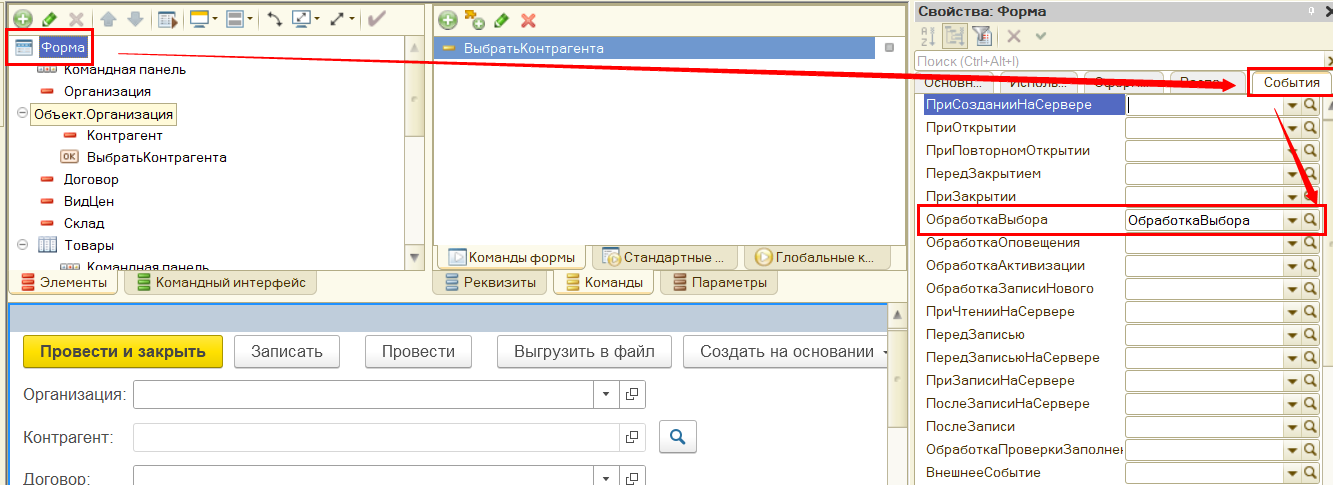 Форма
Командная панель
Организация
Объект.Организация
Контрагент
OK ВыбратьКонтрагента
Договор
ВидЦен
Склад
Товары
Командная панель
Элементы
Командный интерфейс
ВыбратьКонтрагента
Команды формы
Стандартные ...
Глобальные к...
Реквизиты
Команды
Параметры
Провести и закрыть
Записать
Провести
Выгрузить в файл
Создать на основании
Организация:
Контрагент:
Договор:
Свойства: Форма
Поиск (Ctrl+Alt+I)
Основн...
Исполь...
События
ПриСозданииНаСервере
ПриОткрытии
ПриПовторномОткрытии
ПередЗакрытием
ПриЗакрытии
ОбработкаВыбора ОбработкаВыбора
ОбработкаОповещения
ОбработкаАктивизации
ОбработкаЗаписиНового
ПриЧтенииНаСервере
ПередЗаписью
ПередЗаписьюНаСервере
ПриЗаписиНаСервере
ПослеЗаписиНаСервере
ПослеЗаписи
ОбработкаПроверкиЗаполнен
ВнешнееСобытие